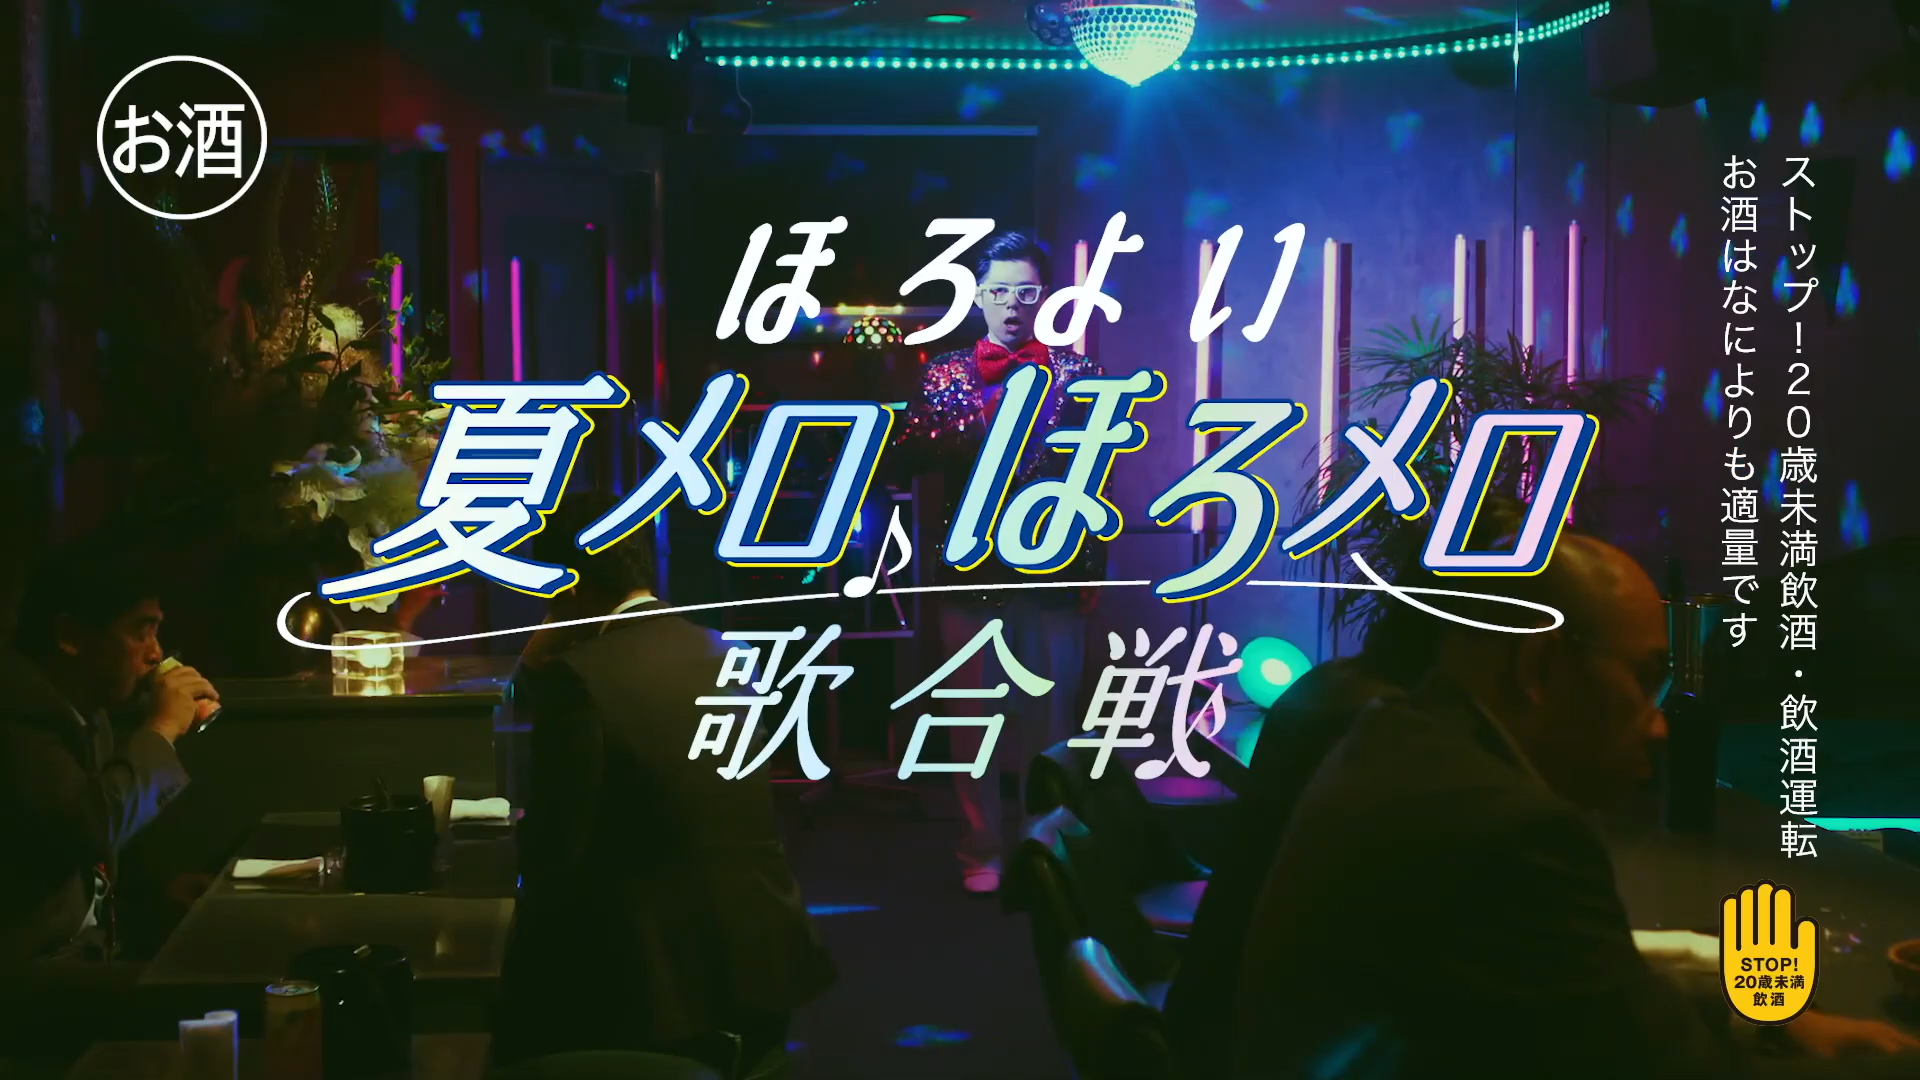 お酒
ほろよい
夏メロ♪ほろメロ
歌合戦
ストップ！20歳未満飲酒・飲酒運転
お酒はなによりも適量です
STOP!
20歳未満
飲酒